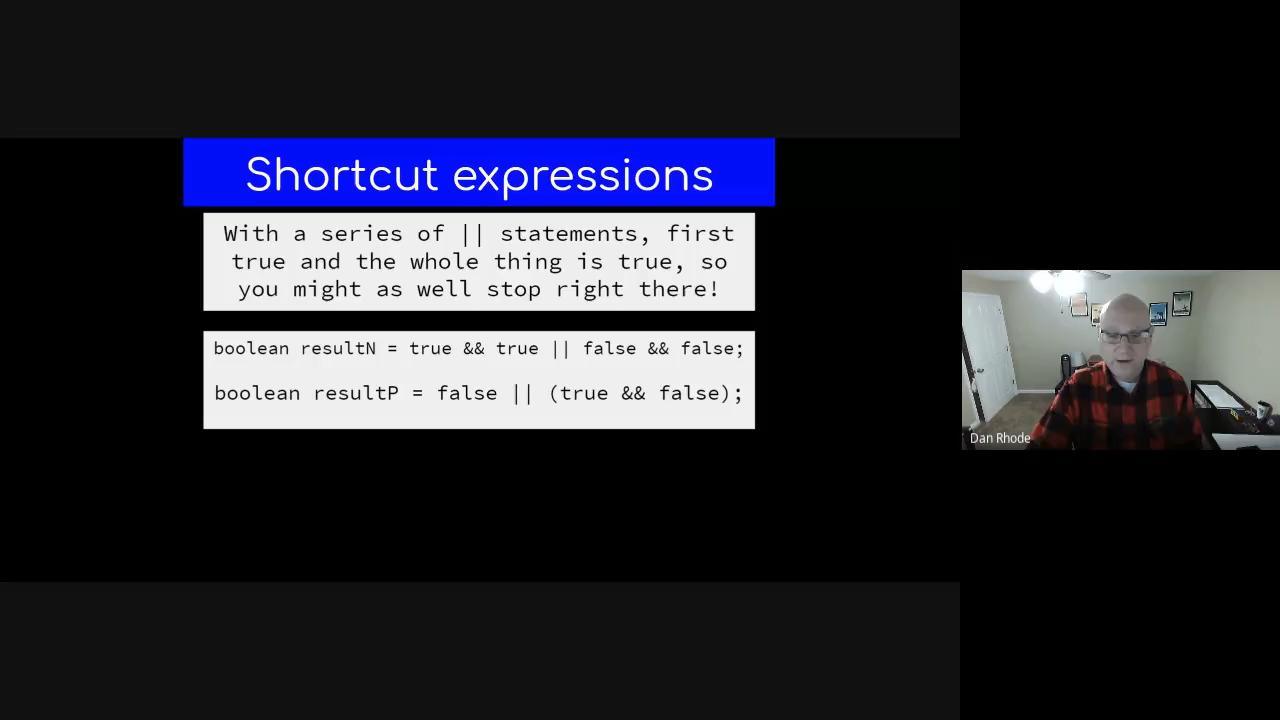 Shortcut expressions
With a series of || statements, first
true and the whole thing is true, so
you might as well stop right there!
boolean resultN = true && true || false && false;
boolean resultP = false || (true && false);
Dan Rhode